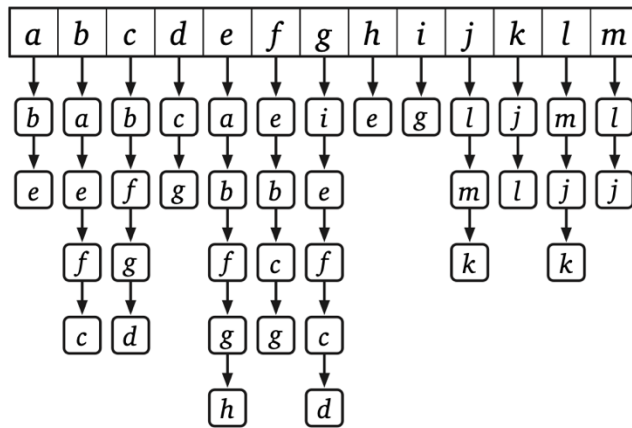 a b c d e f g h i j k l m
b a b c a e i e g l j m l
e e f g b b e m l j j
f g f c f k k
c d g g c
h d